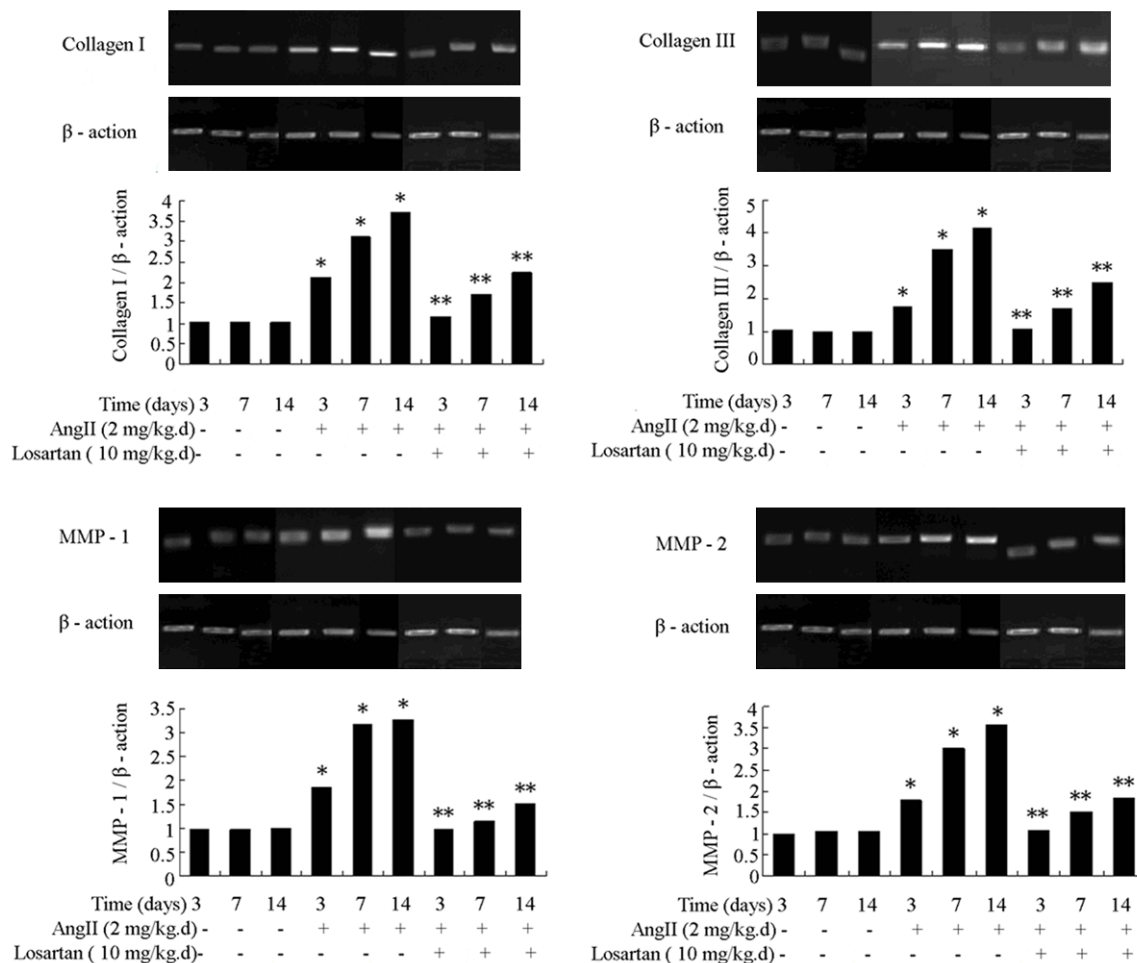 Collagen I
β - action
Collagen I / β - action
4
3.5
3
2.5
2
1.5
1
0.5
0
* * * ** ** **
Time (days) 3 7 14 3 7 14 3 7 14
AngII (2 mg/kg.d) - - - + + + + + +
Losartan ( 10 mg/kg.d) - - - - - - + + +
Collagen III
β - action
Collagen III / β - action
5
4
3
2
1
0
* * * ** ** **
Time (days) 3 7 14 3 7 14 3 7 14
AngII (2 mg/kg.d) - - - + + + + + +
Losartan ( 10 mg/kg.d) - - - - - - + + +
MMP - 1
β - action
MMP - 1 / β - action
3.5
3
2.5
2
1.5
1
0.5
0
* * * ** ** **
Time (days) 3 7 14 3 7 14 3 7 14
AngII (2 mg/kg.d) - - - + + + + + +
Losartan ( 10 mg/kg.d) - - - - - - + + +
MMP - 2
β - action
MMP - 2 / β - action
4
3.5
3
2.5
2
1.5
1
0.5
0
* * * ** ** **
Time (days) 3 7 14 3 7 14 3 7 14
AngII (2 mg/kg.d) - - - + + + + + +
Losartan ( 10 mg/kg.d) - - - - - - + + +